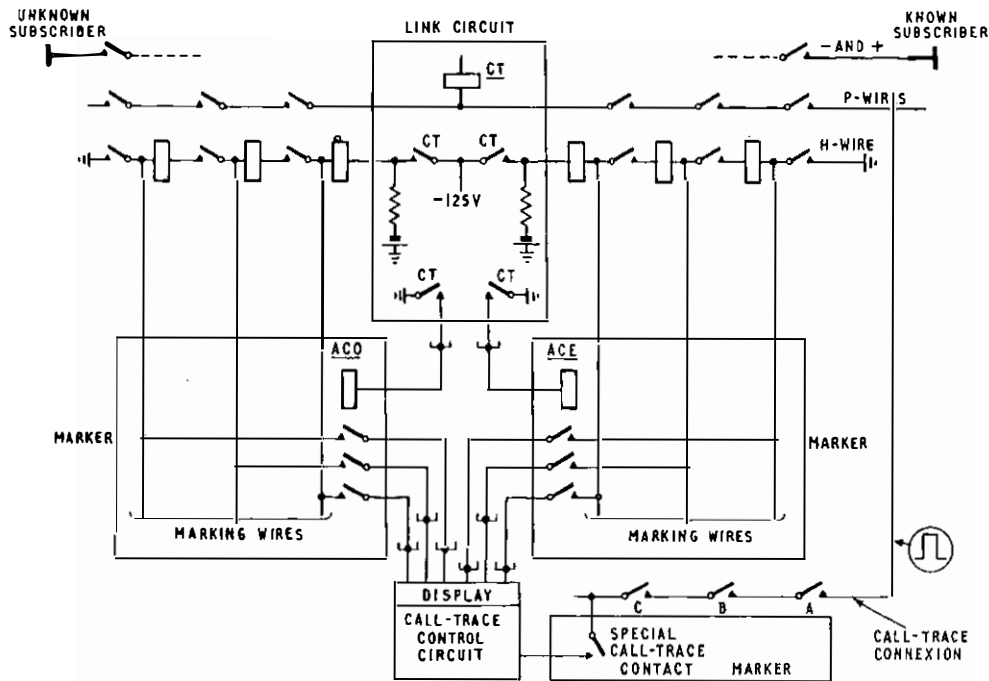 UNKNOWN
SUBSCRIBER
LINK CIRCUIT
KNOWN
SUBSCRIBER
-AND +
CT
P-WIRES
H-WIRE
CT
CT
-125V
CT
CT
ACO
ACE
MARKER
MARKER
MARKING WIRES
MARKING WIRES
DISPLAY
CALL-TRACE
CONTROL
CIRCUIT
C
B
A
SPECIAL
CALL-TRACE
CONTACT
MARKER
CALL-TRACE
CONNEXION